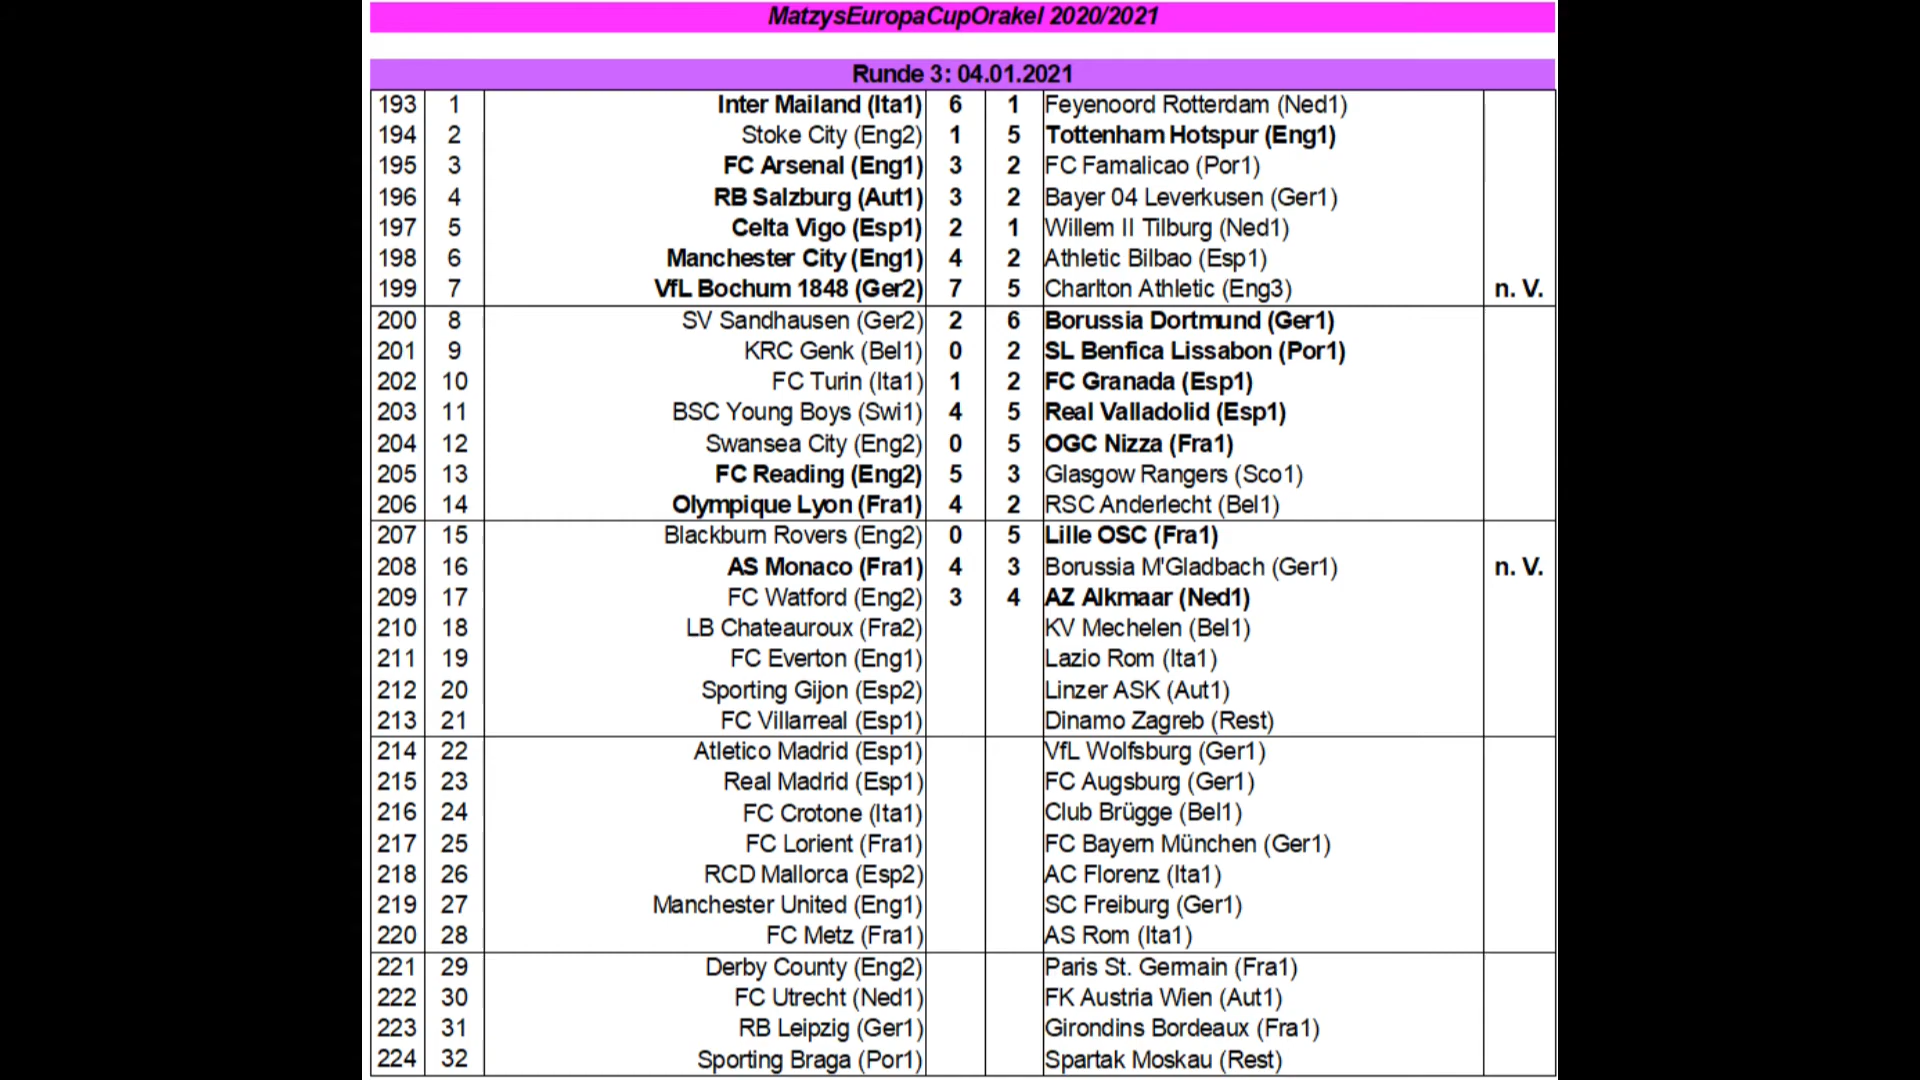 MatzysEuropaCupOrakel 2020/2021
Runde 3: 04.01.2021
193 1 Inter Mailand (Ita1) 6 1 Feyenoord Rotterdam (Ned1)
194 2 Stoke City (Eng2) 1 5 Tottenham Hotspur (Eng1)
195 3 FC Arsenal (Eng1) 3 2 FC Famalicao (Por1)
196 4 RB Salzburg (Aut1) 3 2 Bayer 04 Leverkusen (Ger1)
197 5 Celta Vigo (Esp1) 2 1 Willem II Tilburg (Ned1)
198 6 Manchester City (Eng1) 4 2 Athletic Bilbao (Esp1)
199 7 VfL Bochum 1848 (Ger2) 7 5 Charlton Athletic (Eng3) n. V.
200 8 SV Sandhausen (Ger2) 2 6 Borussia Dortmund (Ger1)
201 9 KRC Genk (Bel1) 0 2 SL Benfica Lissabon (Por1)
202 10 FC Turin (Ita1) 1 2 FC Granada (Esp1)
203 11 BSC Young Boys (Swi1) 4 5 Real Valladolid (Esp1)
204 12 Swansea City (Eng2) 0 5 OGC Nizza (Fra1)
205 13 FC Reading (Eng2) 5 3 Glasgow Rangers (Sco1)
206 14 Olympique Lyon (Fra1) 4 2 RSC Anderlecht (Bel1)
207 15 Blackburn Rovers (Eng2) 0 5 Lille OSC (Fra1)
208 16 AS Monaco (Fra1) 4 3 Borussia M'Gladbach (Ger1) n. V.
209 17 FC Watford (Eng2) 3 4 AZ Alkmaar (Ned1)
210 18 LB Chateauroux (Fra2) KV Mechelen (Bel1)
211 19 FC Everton (Eng1) Lazio Rom (Ita1)
212 20 Sporting Gijon (Esp2) Linzer ASK (Aut1)
213 21 FC Villarreal (Esp1) Dinamo Zagreb (Rest)
214 22 Atletico Madrid (Esp1) VfL Wolfsburg (Ger1)
215 23 Real Madrid (Esp1) FC Augsburg (Ger1)
216 24 FC Crotone (Ita1) Club Brügge (Bel1)
217 25 FC Lorient (Fra1) FC Bayern München (Ger1)
218 26 RCD Mallorca (Esp2) AC Florenz (Ita1)
219 27 Manchester United (Eng1) SC Freiburg (Ger1)
220 28 FC Metz (Fra1) AS Rom (Ita1)
221 29 Derby County (Eng2) Paris St. Germain (Fra1)
222 30 FC Utrecht (Ned1) FK Austria Wien (Aut1)
223 31 RB Leipzig (Ger1) Girondins Bordeaux (Fra1)
224 32 Sporting Braga (Por1) Spartak Moskau (Rest)